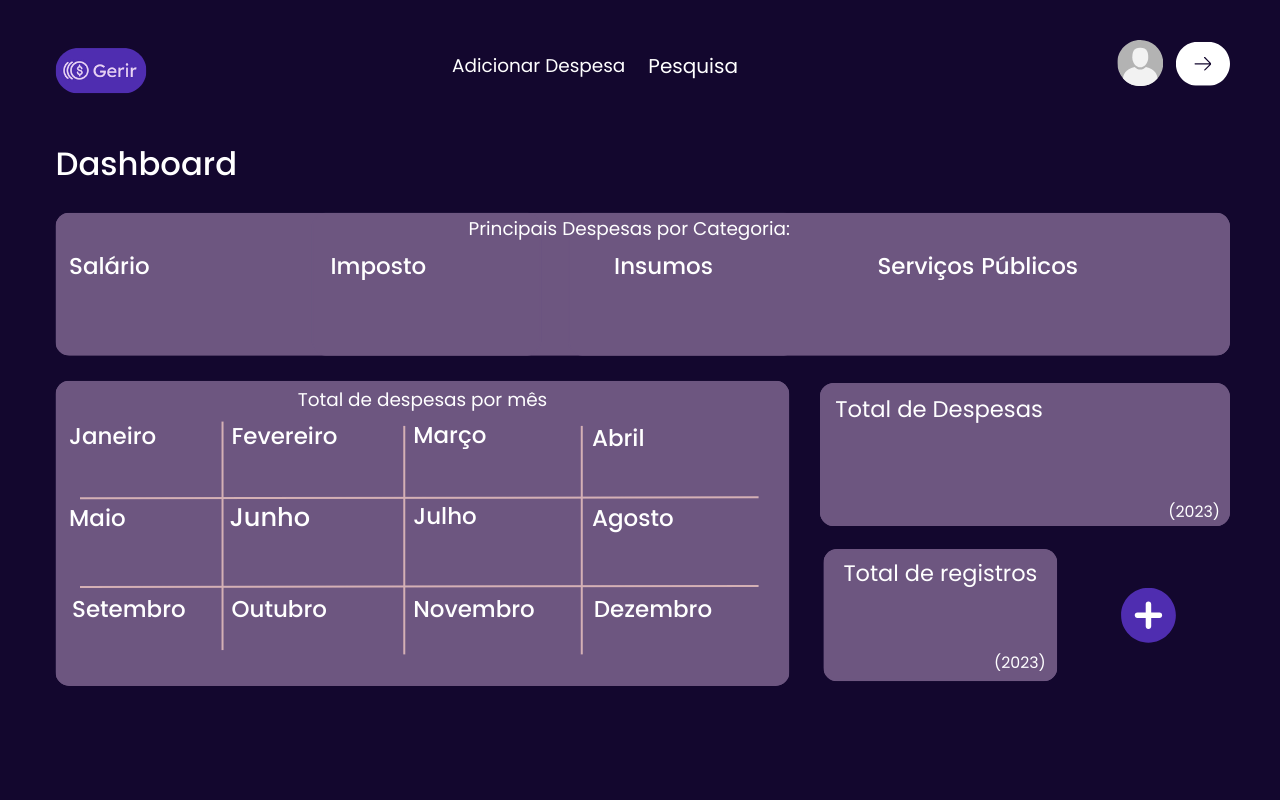 Gerir
Adicionar Despesa Pesquisa
Dashboard
Principais Despesas por Categoria:
Salário Imposto Insumos Serviços Públicos
Total de despesas por mês
Janeiro Fevereiro Março Abril
Maio Junho Julho Agosto
Setembro Outubro Novembro Dezembro
Total de Despesas
(2023)
Total de registros
(2023)